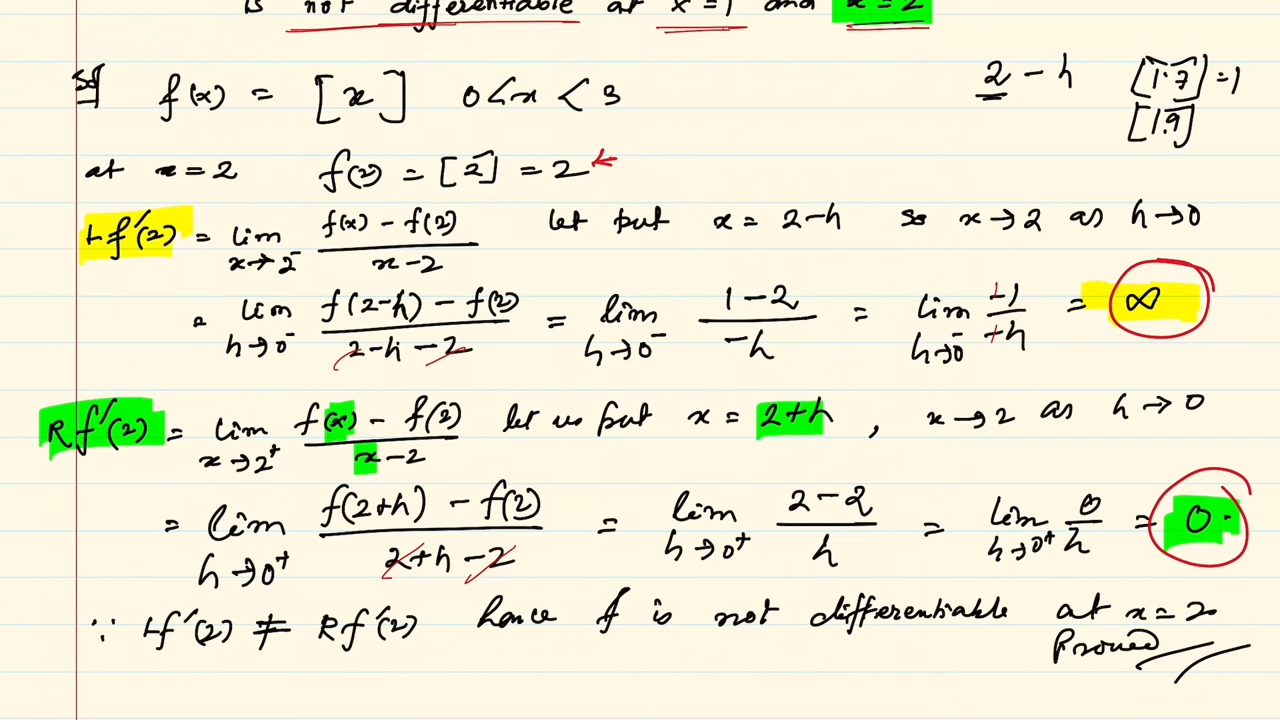 is not differentiable at x = 1 and x = 2
Sol f(x) = [x] 0 < x < 3 2 - h [1.7] = 1
[1.9]
at x = 2 f(2) = [2] = 2 ←
Lf'(2) = lim x→2⁻ (f(x) - f(2))/(x - 2) let put x = 2-h so x → 2 as h → 0
= lim h→0⁻ (f(2-h) - f(2))/(2-h-2) = lim h→0⁻ (1-2)/(-h) = lim h→0⁻ (-1)/(-h) = ∞
Rf'(2) = lim x→2⁺ (f(x) - f(2))/(x-2) let us put x = 2+h , x → 2 as h → 0
= lim h→0⁺ (f(2+h) - f(2))/(2+h-2) = lim h→0⁺ (2-2)/h = lim h→0⁺ 0/h = 0.
∵ Lf'(2) ≠ Rf'(2) hence f is not differentiable at x = 2.
Proved